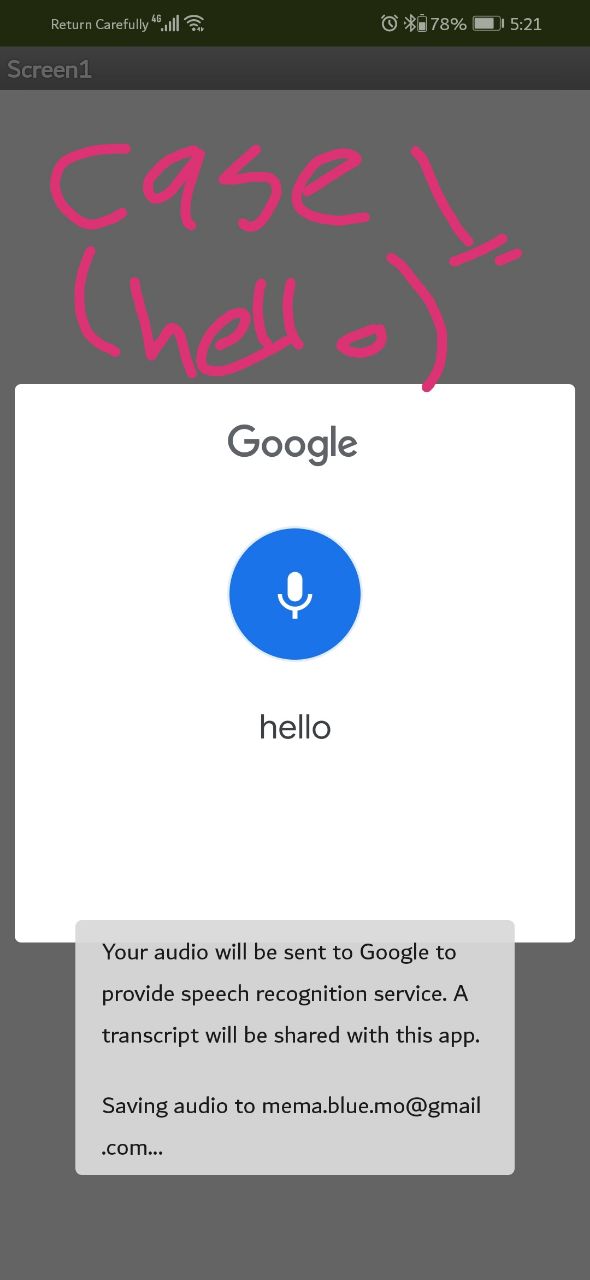 Return Carefully 4G 78% 5:21
Screen1
case 1
(hello)
Google
hello
Your audio will be sent to Google to
provide speech recognition service. A
transcript will be shared with this app.
Saving audio to mema.blue.mo@gmail
.com...